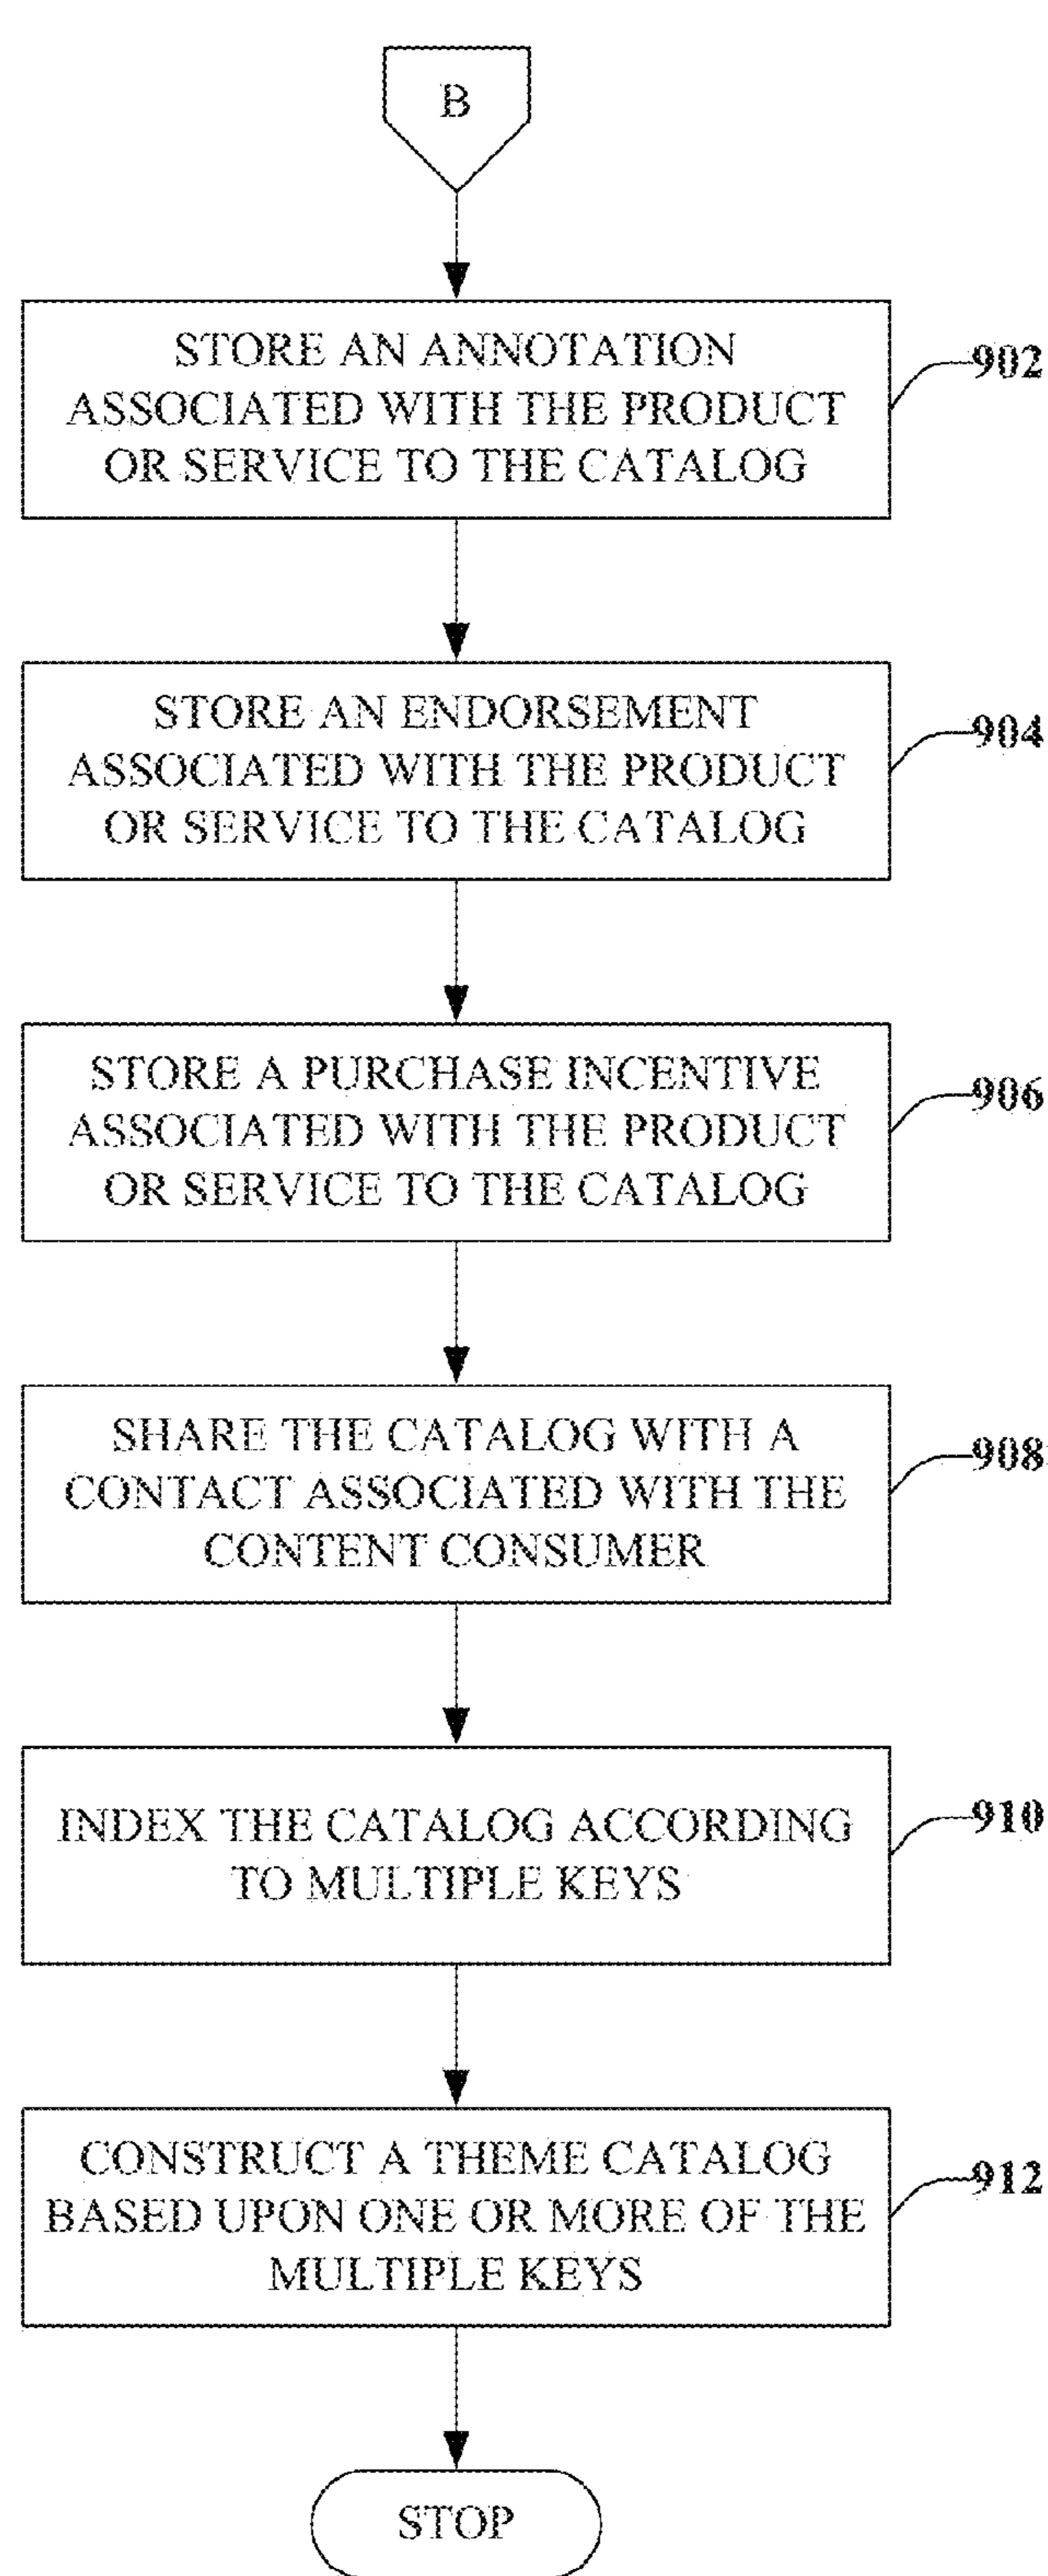 B
STORE AN ANNOTATION
ASSOCIATED WITH THE PRODUCT
OR SERVICE TO THE CATALOG
902
STORE AN ENDORSEMENT
ASSOCIATED WITH THE PRODUCT
OR SERVICE TO THE CATALOG
904
STORE A PURCHASE INCENTIVE
ASSOCIATED WITH THE PRODUCT
OR SERVICE TO THE CATALOG
906
SHARE THE CATALOG WITH A
CONTACT ASSOCIATED WITH THE
CONTENT CONSUMER
908
INDEX THE CATALOG ACCORDING
TO MULTIPLE KEYS
910
CONSTRUCT A THEME CATALOG
BASED UPON ONE OR MORE OF THE
MULTIPLE KEYS
912
STOP